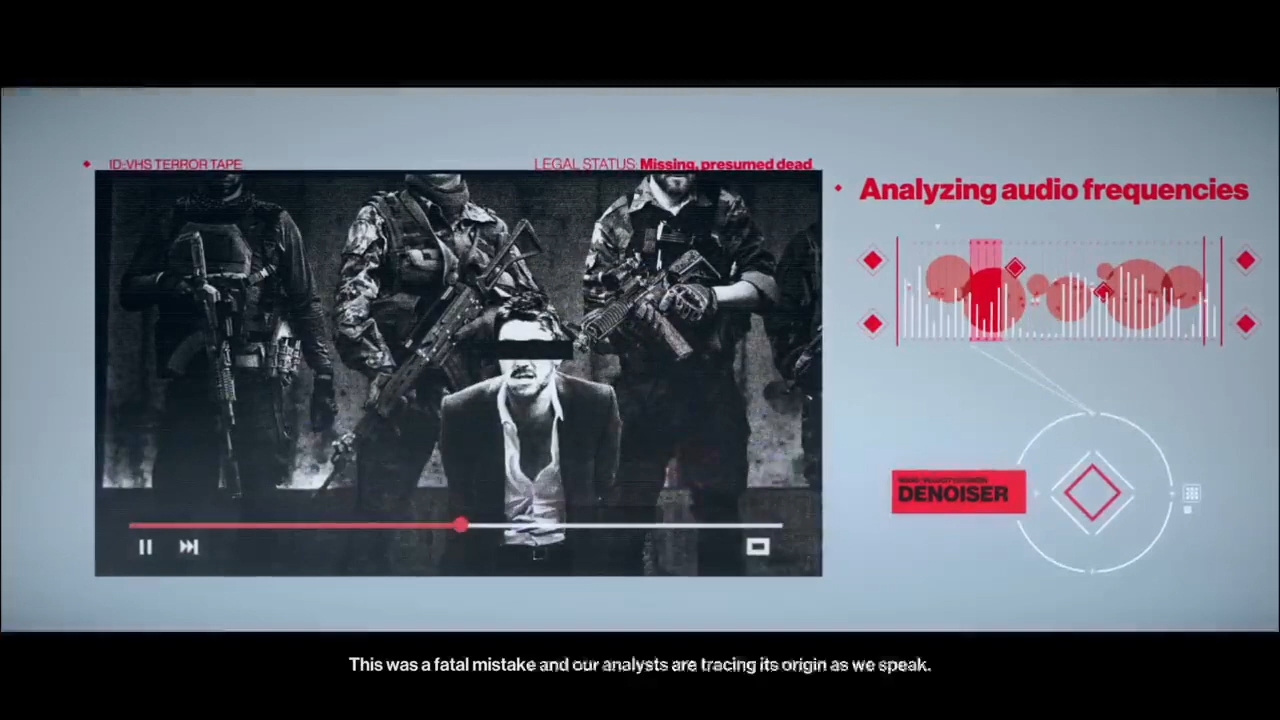 ID:VHS TERROR TAPE
LEGAL STATUS: Missing, presumed dead
Analyzing audio frequencies
DENOISER
This was a fatal mistake and our analysts are tracing its origin as we speak.